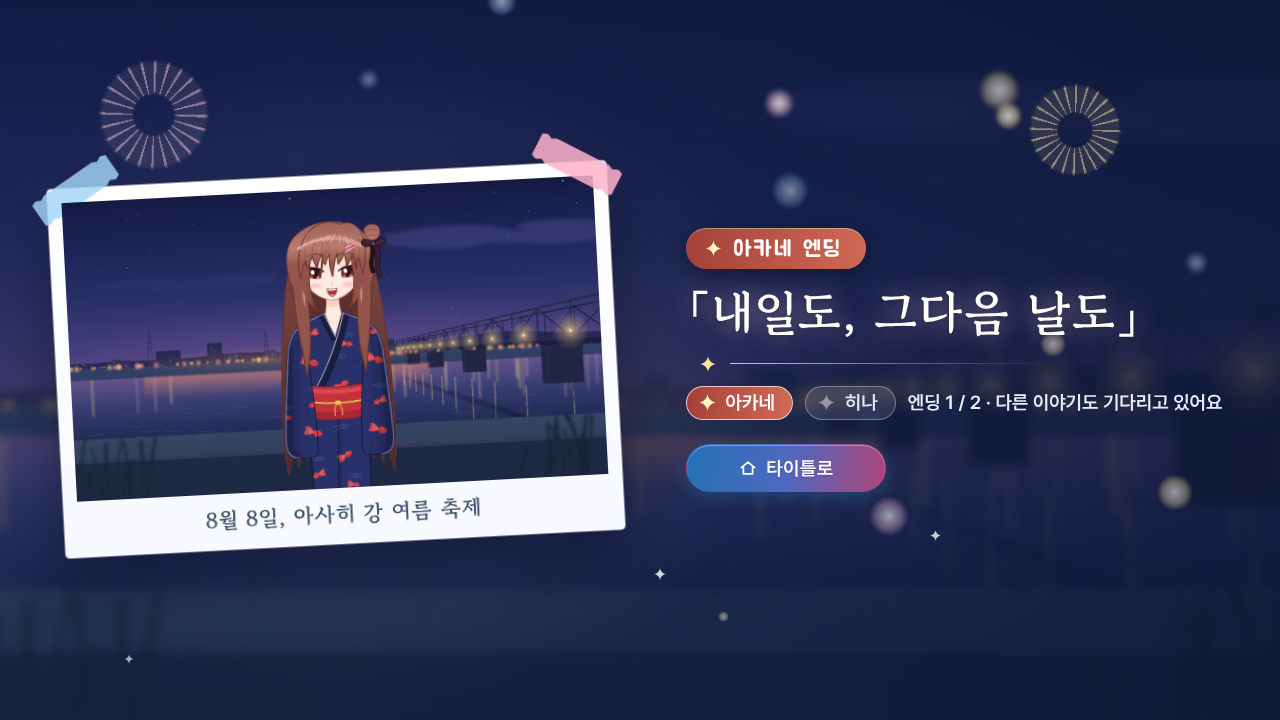 아카네 엔딩
「내일도, 그다음 날도」
아카네 히나 엔딩 1 / 2 · 다른 이야기도 기다리고 있어요
타이틀로
8월 8일, 아사히 강 여름 축제